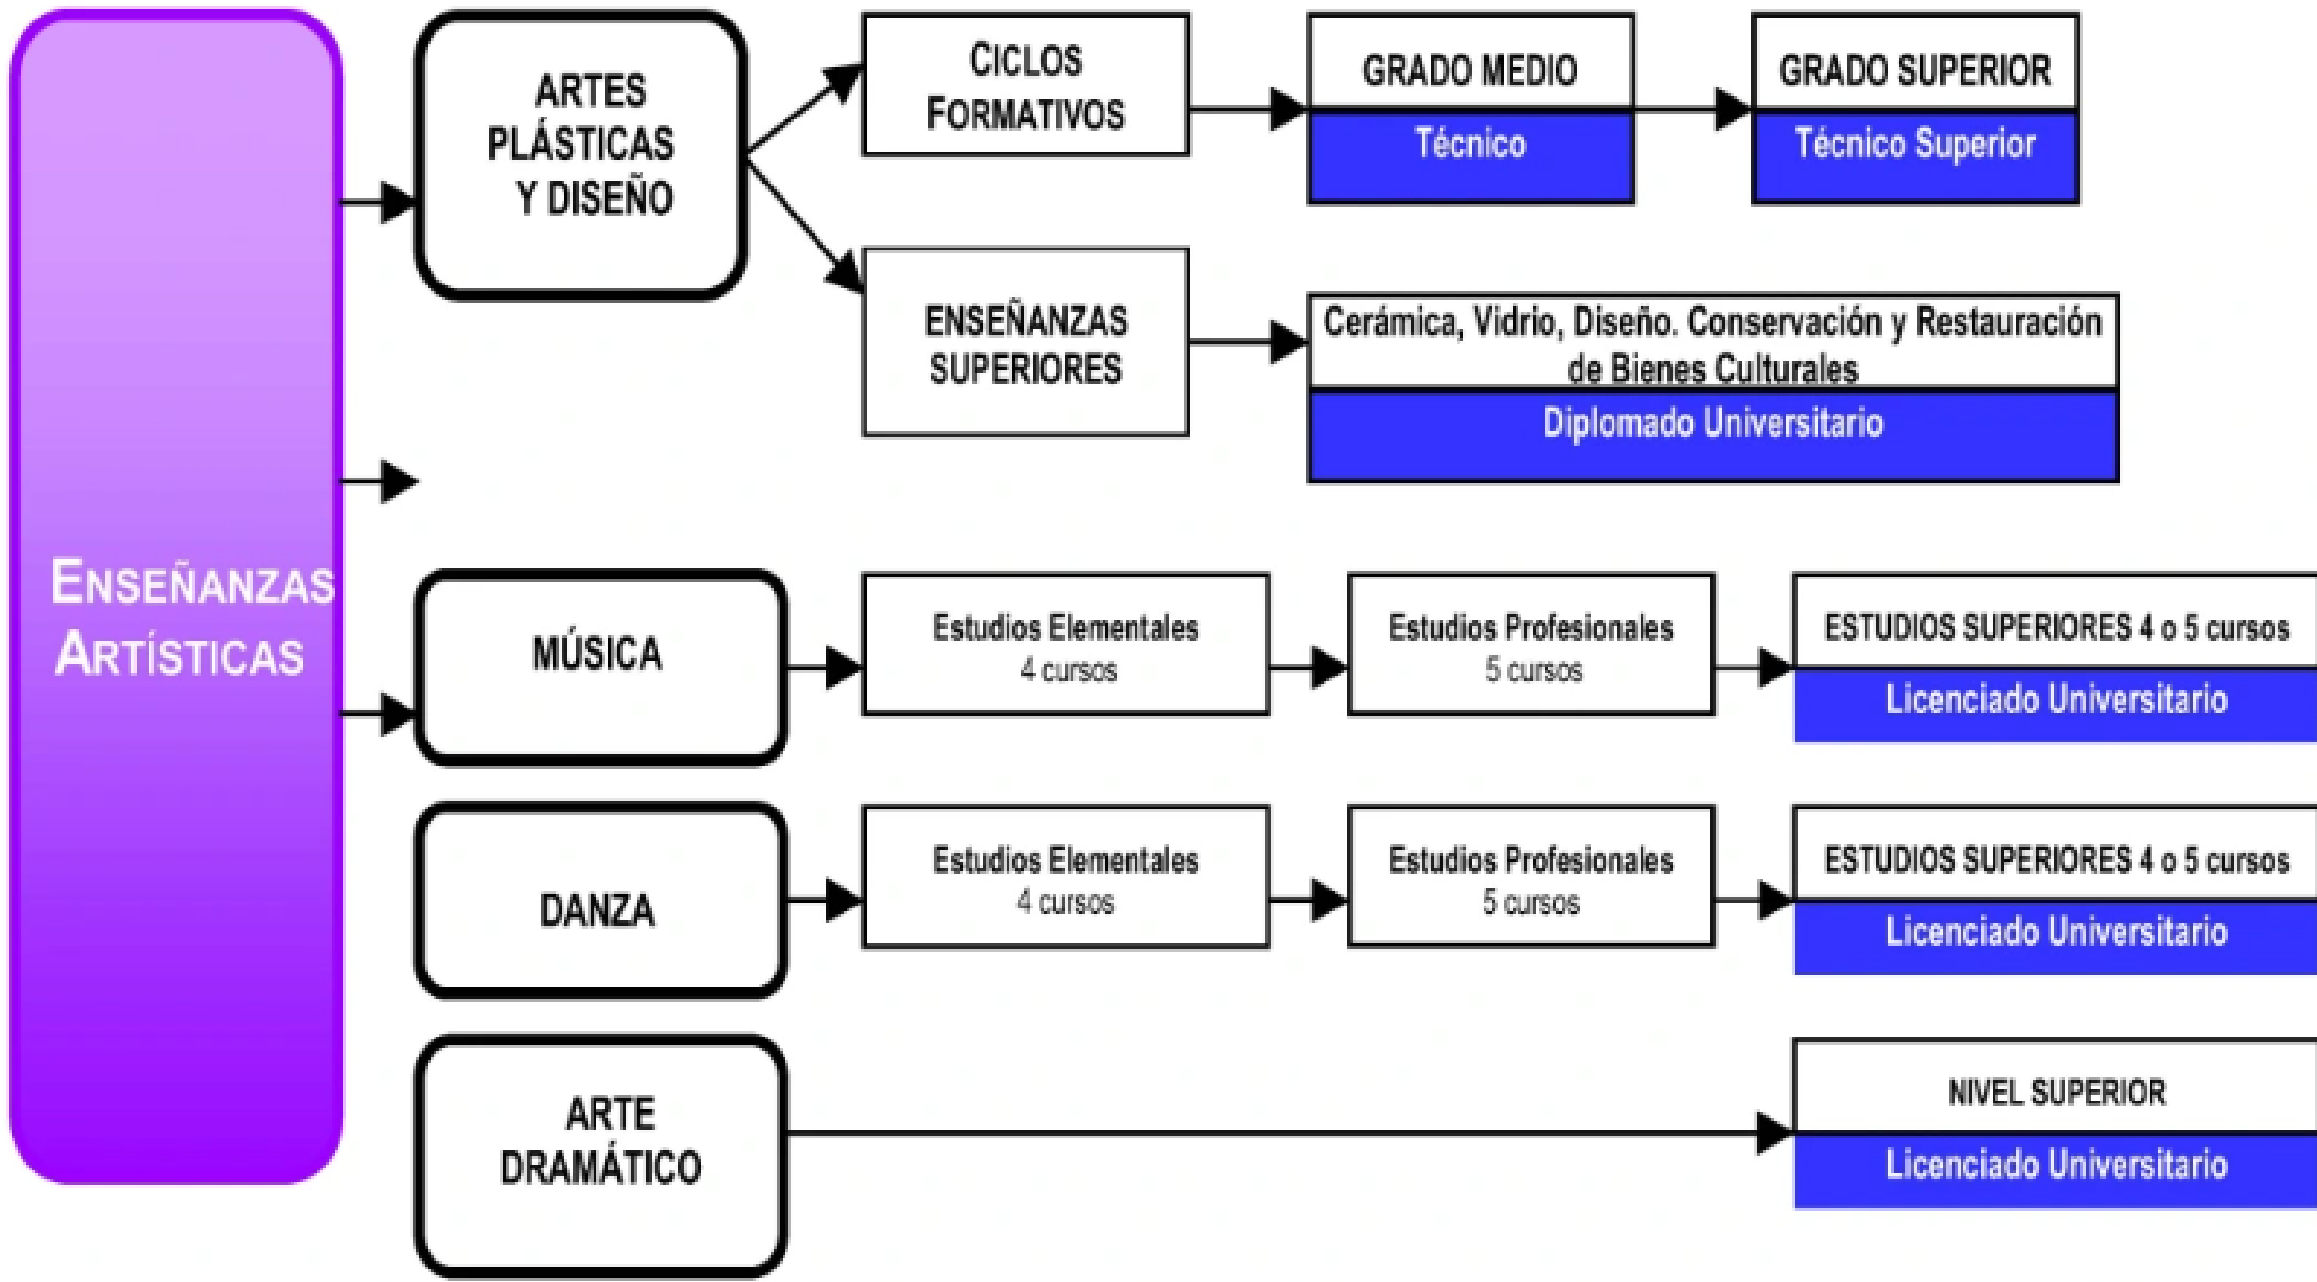 ENSEÑANZAS
ARTÍSTICAS
ARTES
PLÁSTICAS
Y DISEÑO
CICLOS
FORMATIVOS
GRADO MEDIO
Técnico
GRADO SUPERIOR
Técnico Superior
ENSEÑANZAS
SUPERIORES
Cerámica, Vidrio, Diseño. Conservación y Restauración
de Bienes Culturales
Diplomado Universitario
MÚSICA
Estudios Elementales
4 cursos
Estudios Profesionales
5 cursos
ESTUDIOS SUPERIORES 4 o 5 cursos
Licenciado Universitario
DANZA
Estudios Elementales
4 cursos
Estudios Profesionales
5 cursos
ESTUDIOS SUPERIORES 4 o 5 cursos
Licenciado Universitario
ARTE
DRAMÁTICO
NIVEL SUPERIOR
Licenciado Universitario